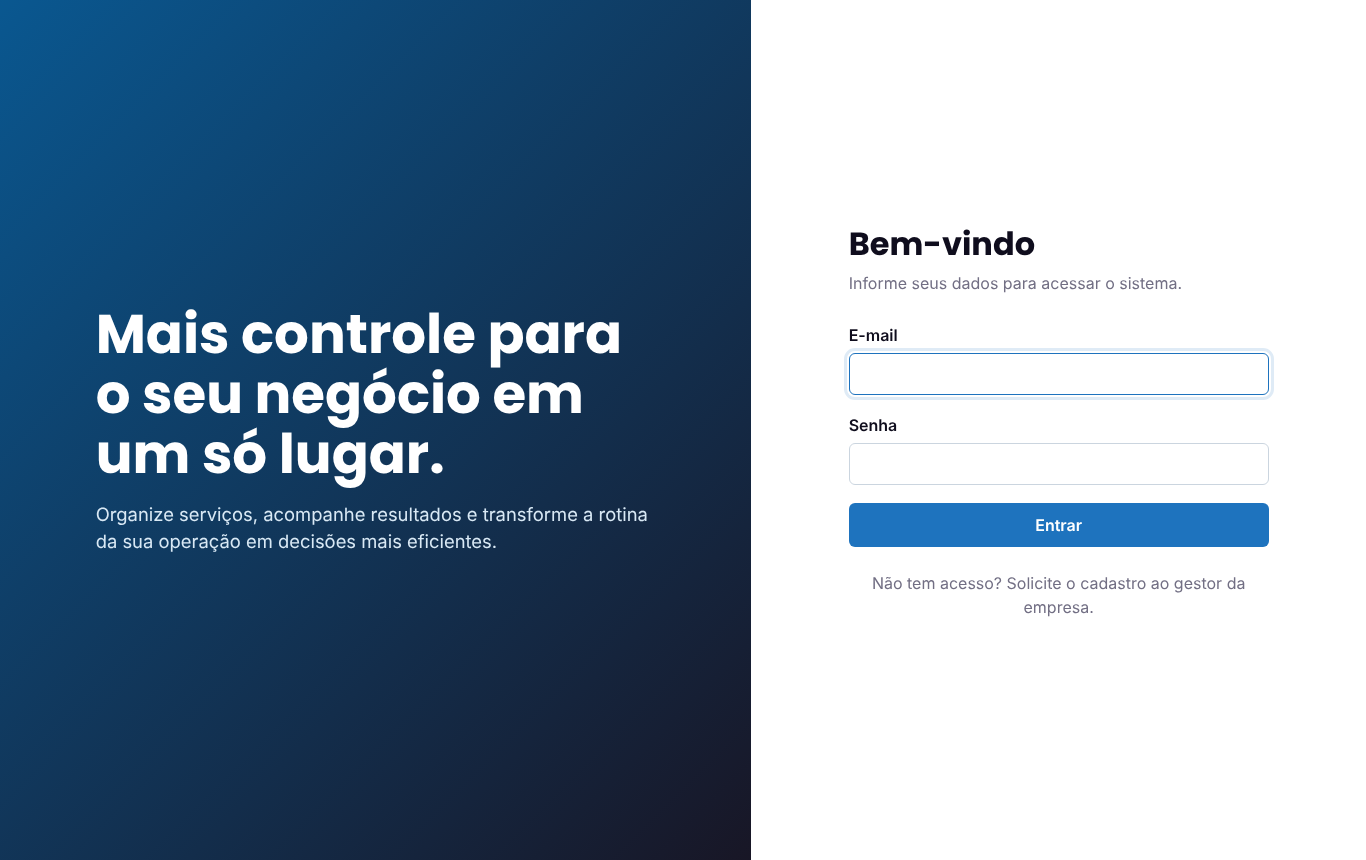 Mais controle para
o seu negócio em
um só lugar.
Organize serviços, acompanhe resultados e transforme a rotina
da sua operação em decisões mais eficientes.
Bem-vindo
Informe seus dados para acessar o sistema.
E-mail
Senha
Entrar
Não tem acesso? Solicite o cadastro ao gestor da
empresa.